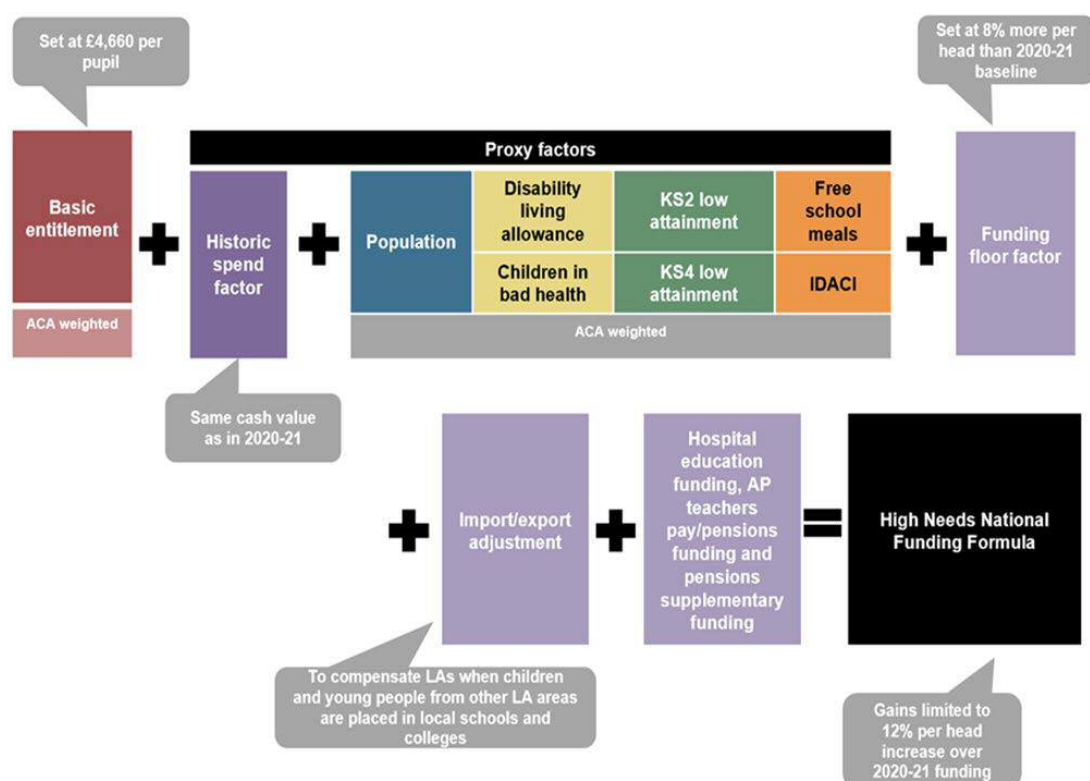 Set at £4,660 per
pupil
Set at 8% more per
head than 2020-21
baseline
Proxy factors
Basic
entitlement
ACA weighted
Historic
spend
factor
Population
Disability
living
allowance
Children in
bad health
KS2 low
attainment
KS4 low
attainment
Free
school
meals
IDACI
ACA weighted
Funding
floor factor
Same cash value
as in 2020-21
Import/export
adjustment
Hospital
education
funding, AP
teachers
pay/pensions
funding and
pensions
supplementary
funding
High Needs National
Funding Formula
To compensate LAs when children
and young people from other LA areas
are placed in local schools and
colleges
Gains limited to
12% per head
increase over
2020-21 funding